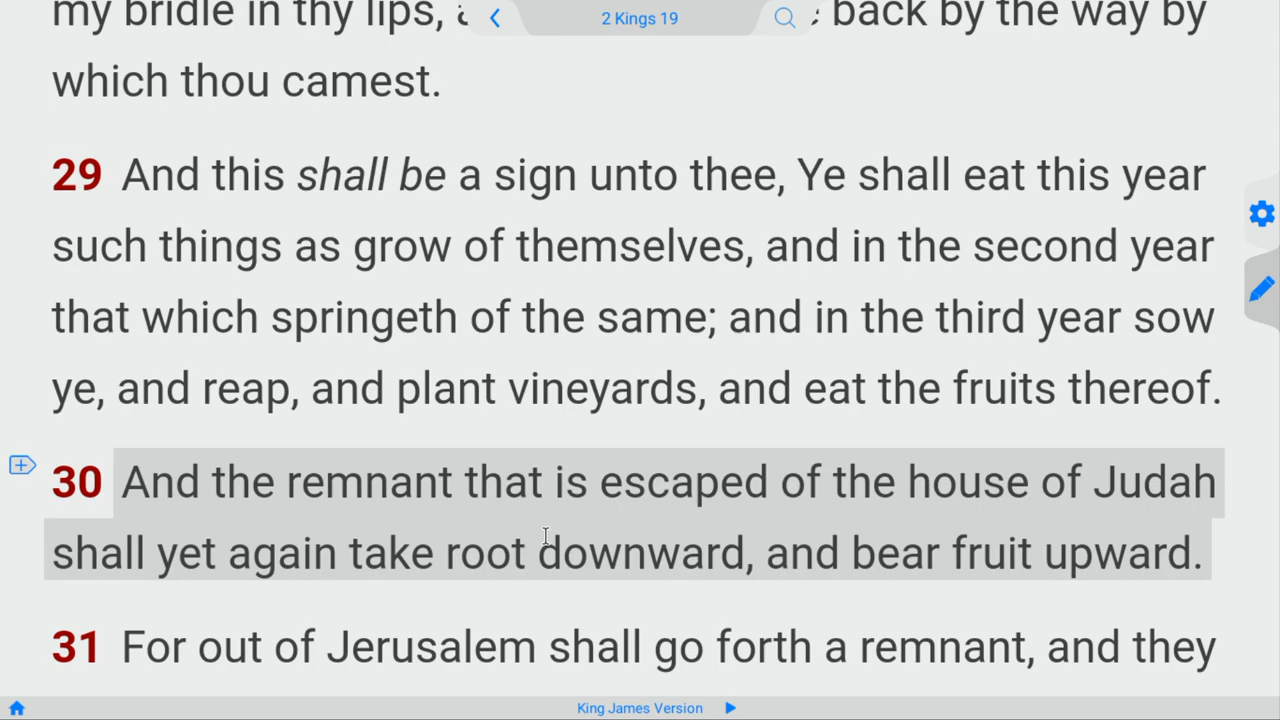 my bridle in thy lips, back by the way by
2 Kings 19
which thou camest.
29 And this shall be a sign unto thee, Ye shall eat this year
such things as grow of themselves, and in the second year
that which springeth of the same; and in the third year sow
ye, and reap, and plant vineyards, and eat the fruits thereof.
30 And the remnant that is escaped of the house of Judah
shall yet again take root downward, and bear fruit upward.
31 For out of Jerusalem shall go forth a remnant, and they
King James Version